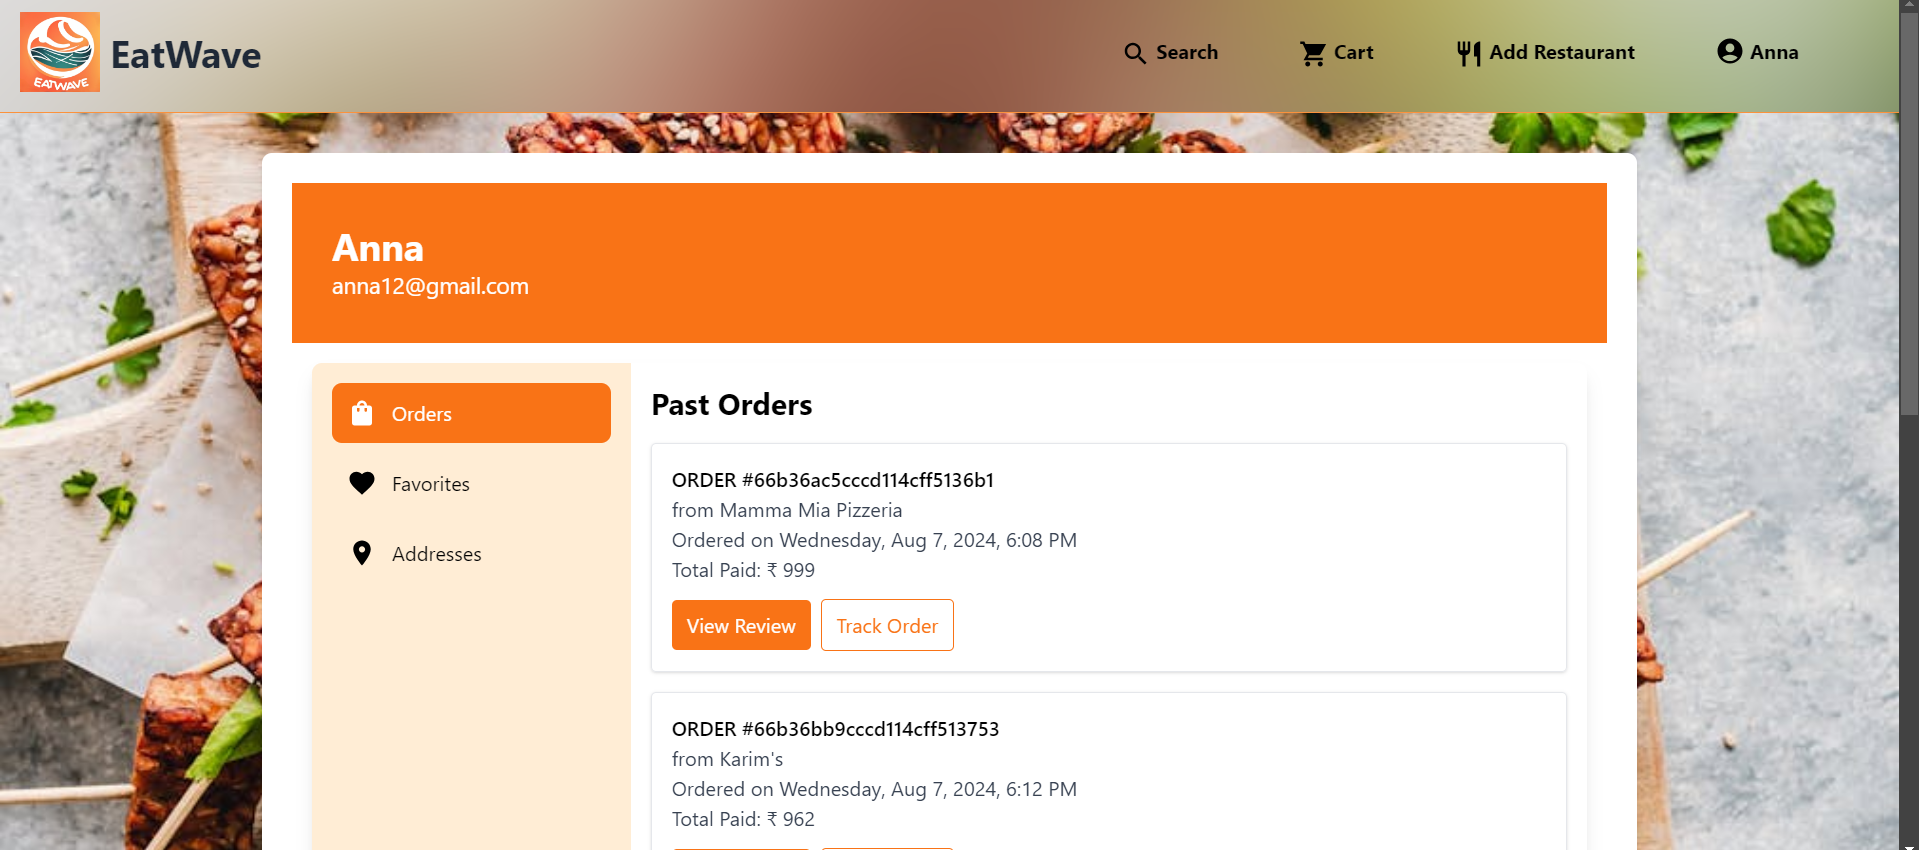 EATWAVE
EatWave
Search
Cart
Add Restaurant
Anna
Anna
anna12@gmail.com
Orders
Favorites
Addresses
Past Orders
ORDER #66b36ac5cccd114cff5136b1
from Mamma Mia Pizzeria
Ordered on Wednesday, Aug 7, 2024, 6:08 PM
Total Paid: ₹ 999
View Review
Track Order
ORDER #66b36bb9cccd114cff513753
from Karim's
Ordered on Wednesday, Aug 7, 2024, 6:12 PM
Total Paid: ₹ 962